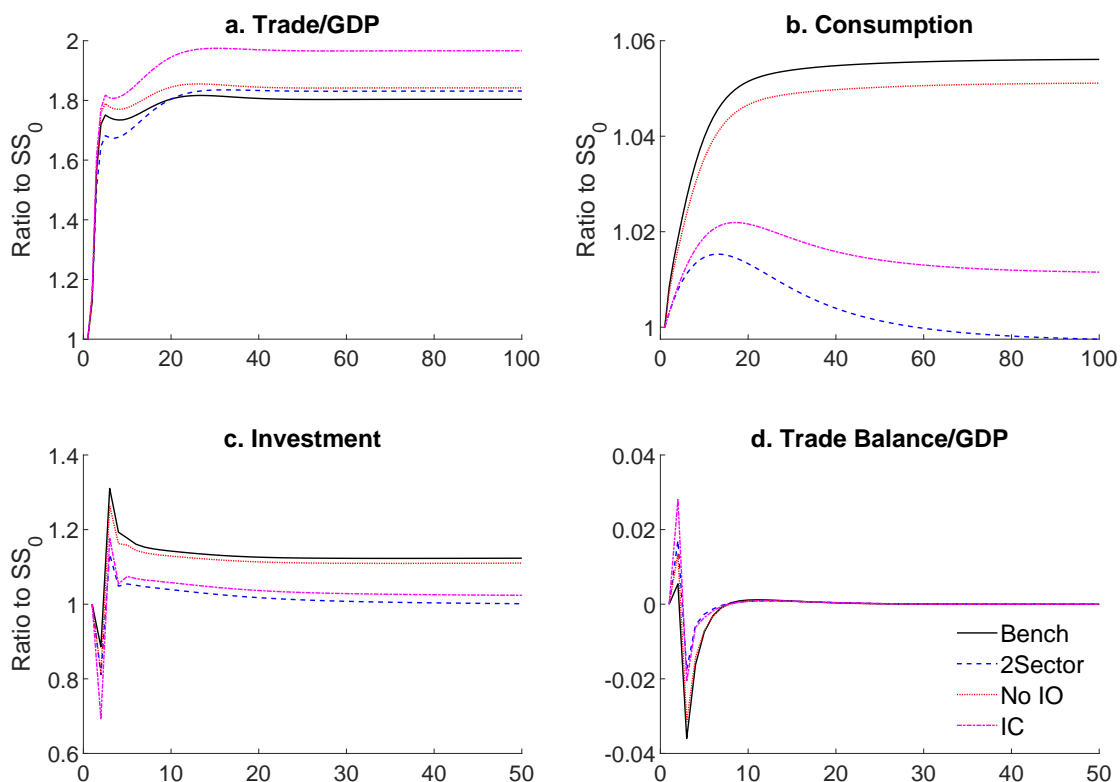 a. Trade/GDP
Ratio to SS0
2
1.8
1.6
1.4
1.2
1
0 20 40 60 80 100
b. Consumption
Ratio to SS0
1.06
1.04
1.02
1
0 20 40 60 80 100
c. Investment
Ratio to SS0
1.4
1.2
1
0.8
0.6
0 10 20 30 40 50
d. Trade Balance/GDP
0.04
0.02
0
-0.02
-0.04
0 10 20 30 40 50
Bench
2Sector
No IO
IC